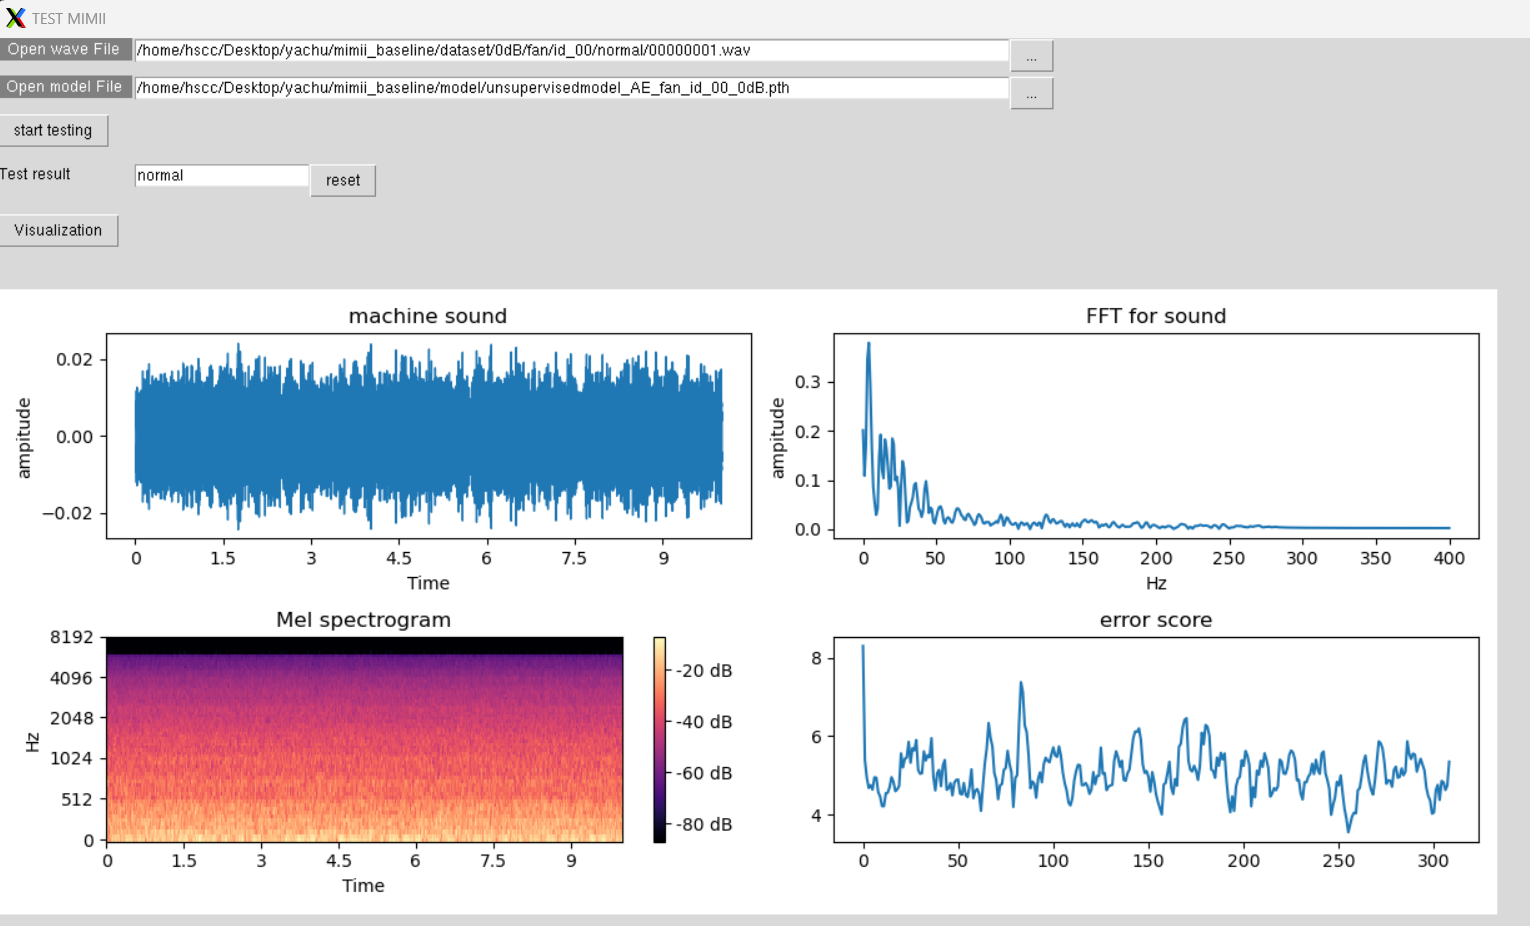 TEST MIMII
Open wave File /home/hscc/Desktop/yachu/mimii_baseline/dataset/0dB/fan/id_00/normal/00000001.wav ...
Open model File /home/hscc/Desktop/yachu/mimii_baseline/model/unsupervisedmodel_AE_fan_id_00_0dB.pth ...
start testing
Test result normal reset
Visualization
machine sound
ampitude
0.02
0.00
−0.02
0 1.5 3 4.5 6 7.5 9
Time
FFT for sound
ampitude
0.3
0.2
0.1
0.0
0 50 100 150 200 250 300 350 400
Hz
Mel spectrogram
Hz
8192
4096
2048
1024
512
0
0 1.5 3 4.5 6 7.5 9
Time
-20 dB
-40 dB
-60 dB
-80 dB
error score
8
6
4
0 50 100 150 200 250 300